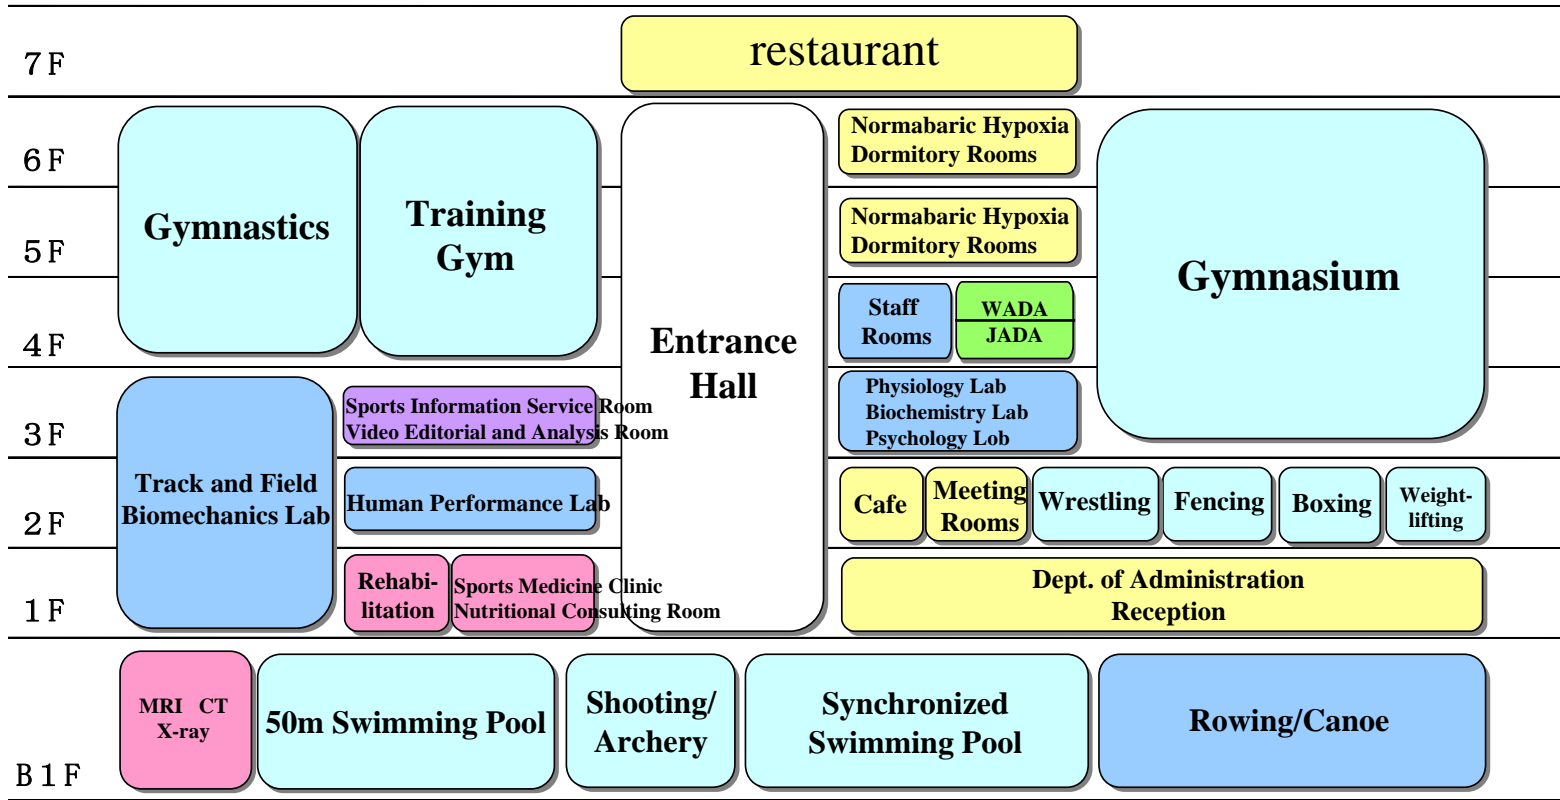 7F
restaurant
6F
Normabaric Hypoxia
Dormitory Rooms
Gymnastics
Training
Gym
5F
Normabaric Hypoxia
Dormitory Rooms
Gymnasium
4F
Entrance
Hall
Staff
Rooms
WADA
JADA
3F
Track and Field
Biomechanics Lab
Sports Information Service Room
Video Editorial and Analysis Room
Physiology Lab
Biochemistry Lab
Psychology Lob
2F
Human Performance Lab
Cafe
Meeting
Rooms
Wrestling
Fencing
Boxing
Weight-
lifting
1F
Rehabi-
litation
Sports Medicine Clinic
Nutritional Consulting Room
Dept. of Administration
Reception
B1F
MRI CT
X-ray
50m Swimming Pool
Shooting/
Archery
Synchronized
Swimming Pool
Rowing/Canoe